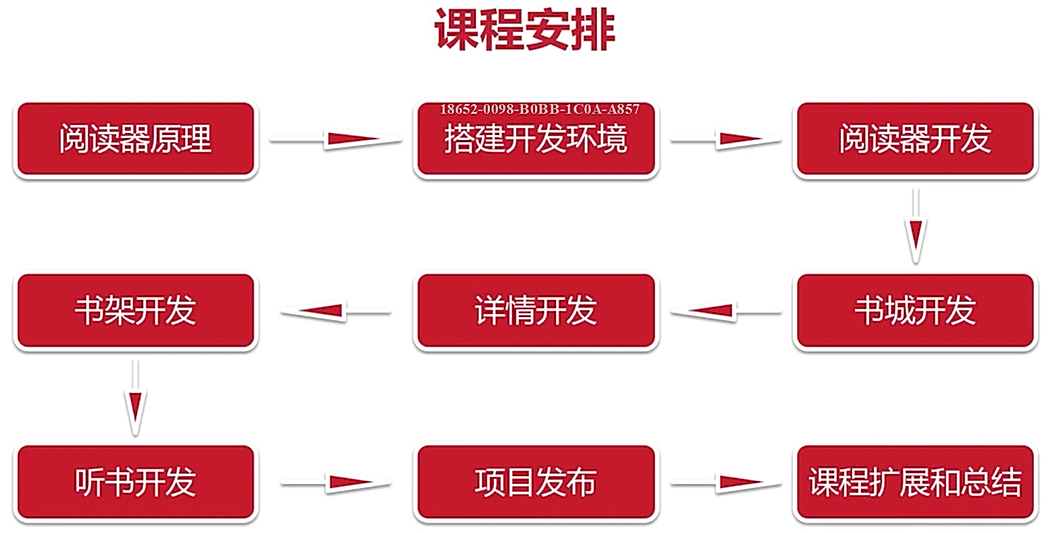 课程安排
阅读器原理
18652-0098-B0BB-1C0A-A857
搭建开发环境
阅读器开发
书架开发
详情开发
书城开发
听书开发
项目发布
课程扩展和总结